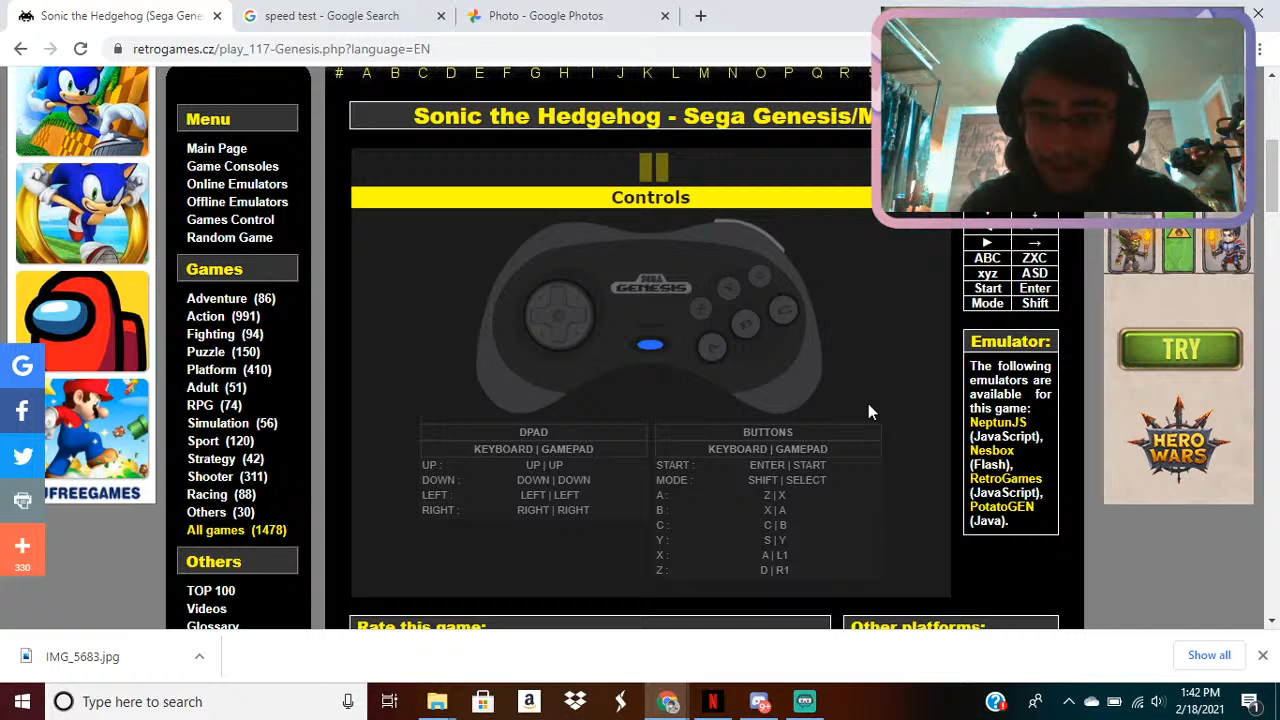 Sonic the Hedgehog (Sega Gene
speed test - Google Search
Photo - Google Photos
retrogames.cz/play_117-Genesis.php?language=EN
# A B C D E F G H I J K L M N O P Q R
Menu
Main Page
Game Consoles
Online Emulators
Offline Emulators
Games Control
Random Game
Games
Adventure (86)
Action (991)
Fighting (94)
Puzzle (150)
Platform (410)
Adult (51)
RPG (74)
Simulation (56)
Sport (120)
Strategy (42)
Shooter (311)
Racing (88)
Others (30)
All games (1478)
Others
TOP 100
Videos
Glossary
UFREEGAMES
330
Sonic the Hedgehog - Sega Genesis/M
Controls
SEGA
GENESIS
DPAD
KEYBOARD | GAMEPAD
UP : UP | UP
DOWN : DOWN | DOWN
LEFT : LEFT | LEFT
RIGHT : RIGHT | RIGHT
BUTTONS
KEYBOARD | GAMEPAD
START : ENTER | START
MODE : SHIFT | SELECT
A : Z | X
B : X | A
C : C | B
Y : S | Y
X : A | L1
Z : D | R1
Rate this game:
Other platforms:
► →
ABC ZXC
xyz ASD
Start Enter
Mode Shift
Emulator:
The following
emulators are
available for
this game:
NeptunJS
(JavaScript),
Nesbox
(Flash),
RetroGames
(JavaScript),
PotatoGEN
(Java).
TRY
HERO
WARS
IMG_5683.jpg
Show all
Type here to search
1:42 PM
2/18/2021